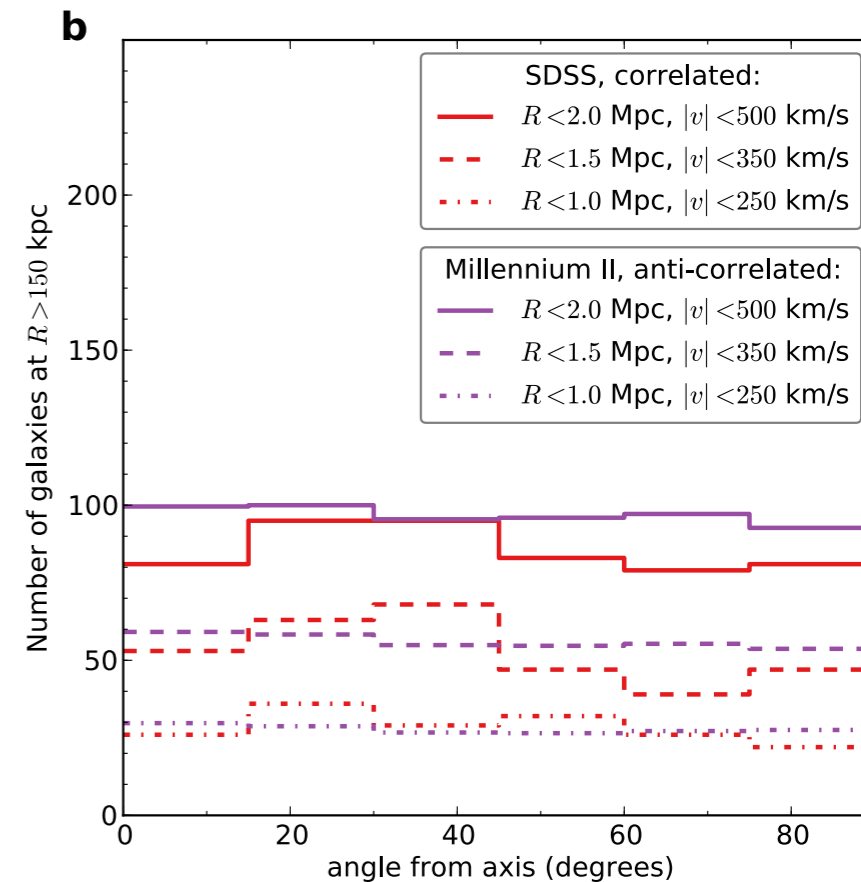 b
SDSS, correlated:
R<2.0 Mpc, |v|<500 km/s
R<1.5 Mpc, |v|<350 km/s
R<1.0 Mpc, |v|<250 km/s
Millennium II, anti-correlated:
R<2.0 Mpc, |v|<500 km/s
R<1.5 Mpc, |v|<350 km/s
R<1.0 Mpc, |v|<250 km/s
Number of galaxies at R>150 kpc
200
150
100
50
0
0 20 40 60 80
angle from axis (degrees)